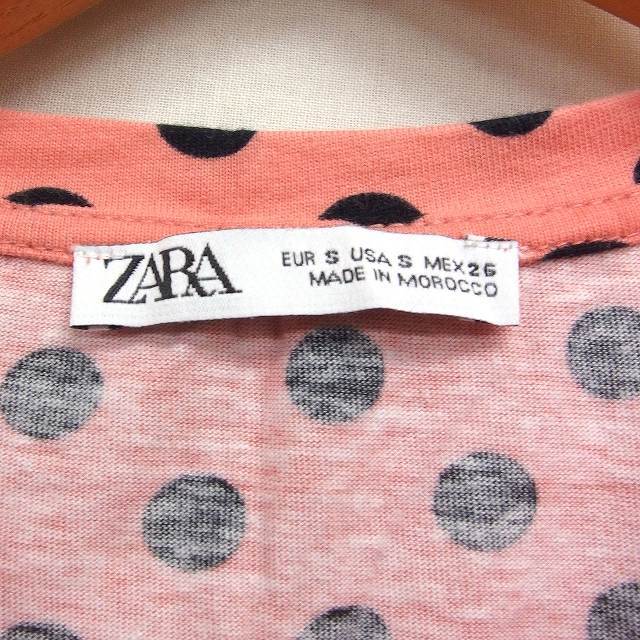 ZARA
EUR S USA S MEX 26
MADE IN MOROCCO